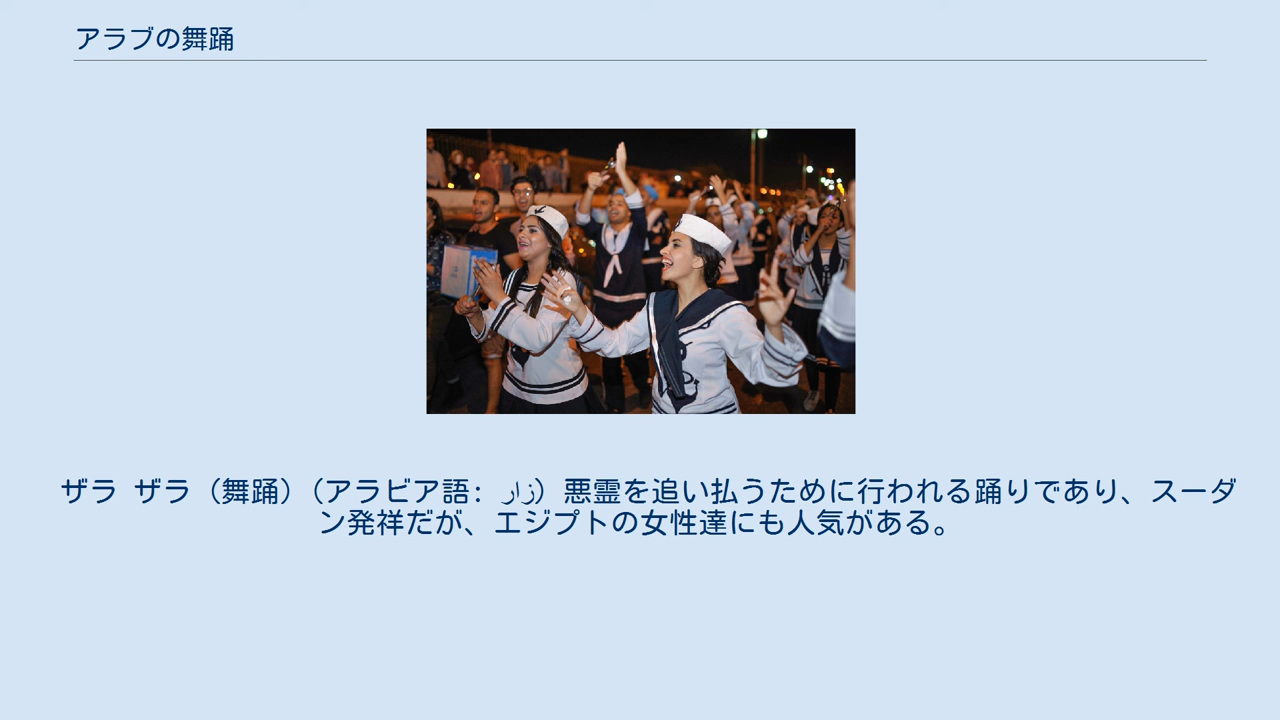 アラブの舞踊
ザラ ザラ（舞踊）（アラビア語: زار）悪霊を追い払うために行われる踊りであり、スーダ
ン発祥だが、エジプトの女性達にも人気がある。